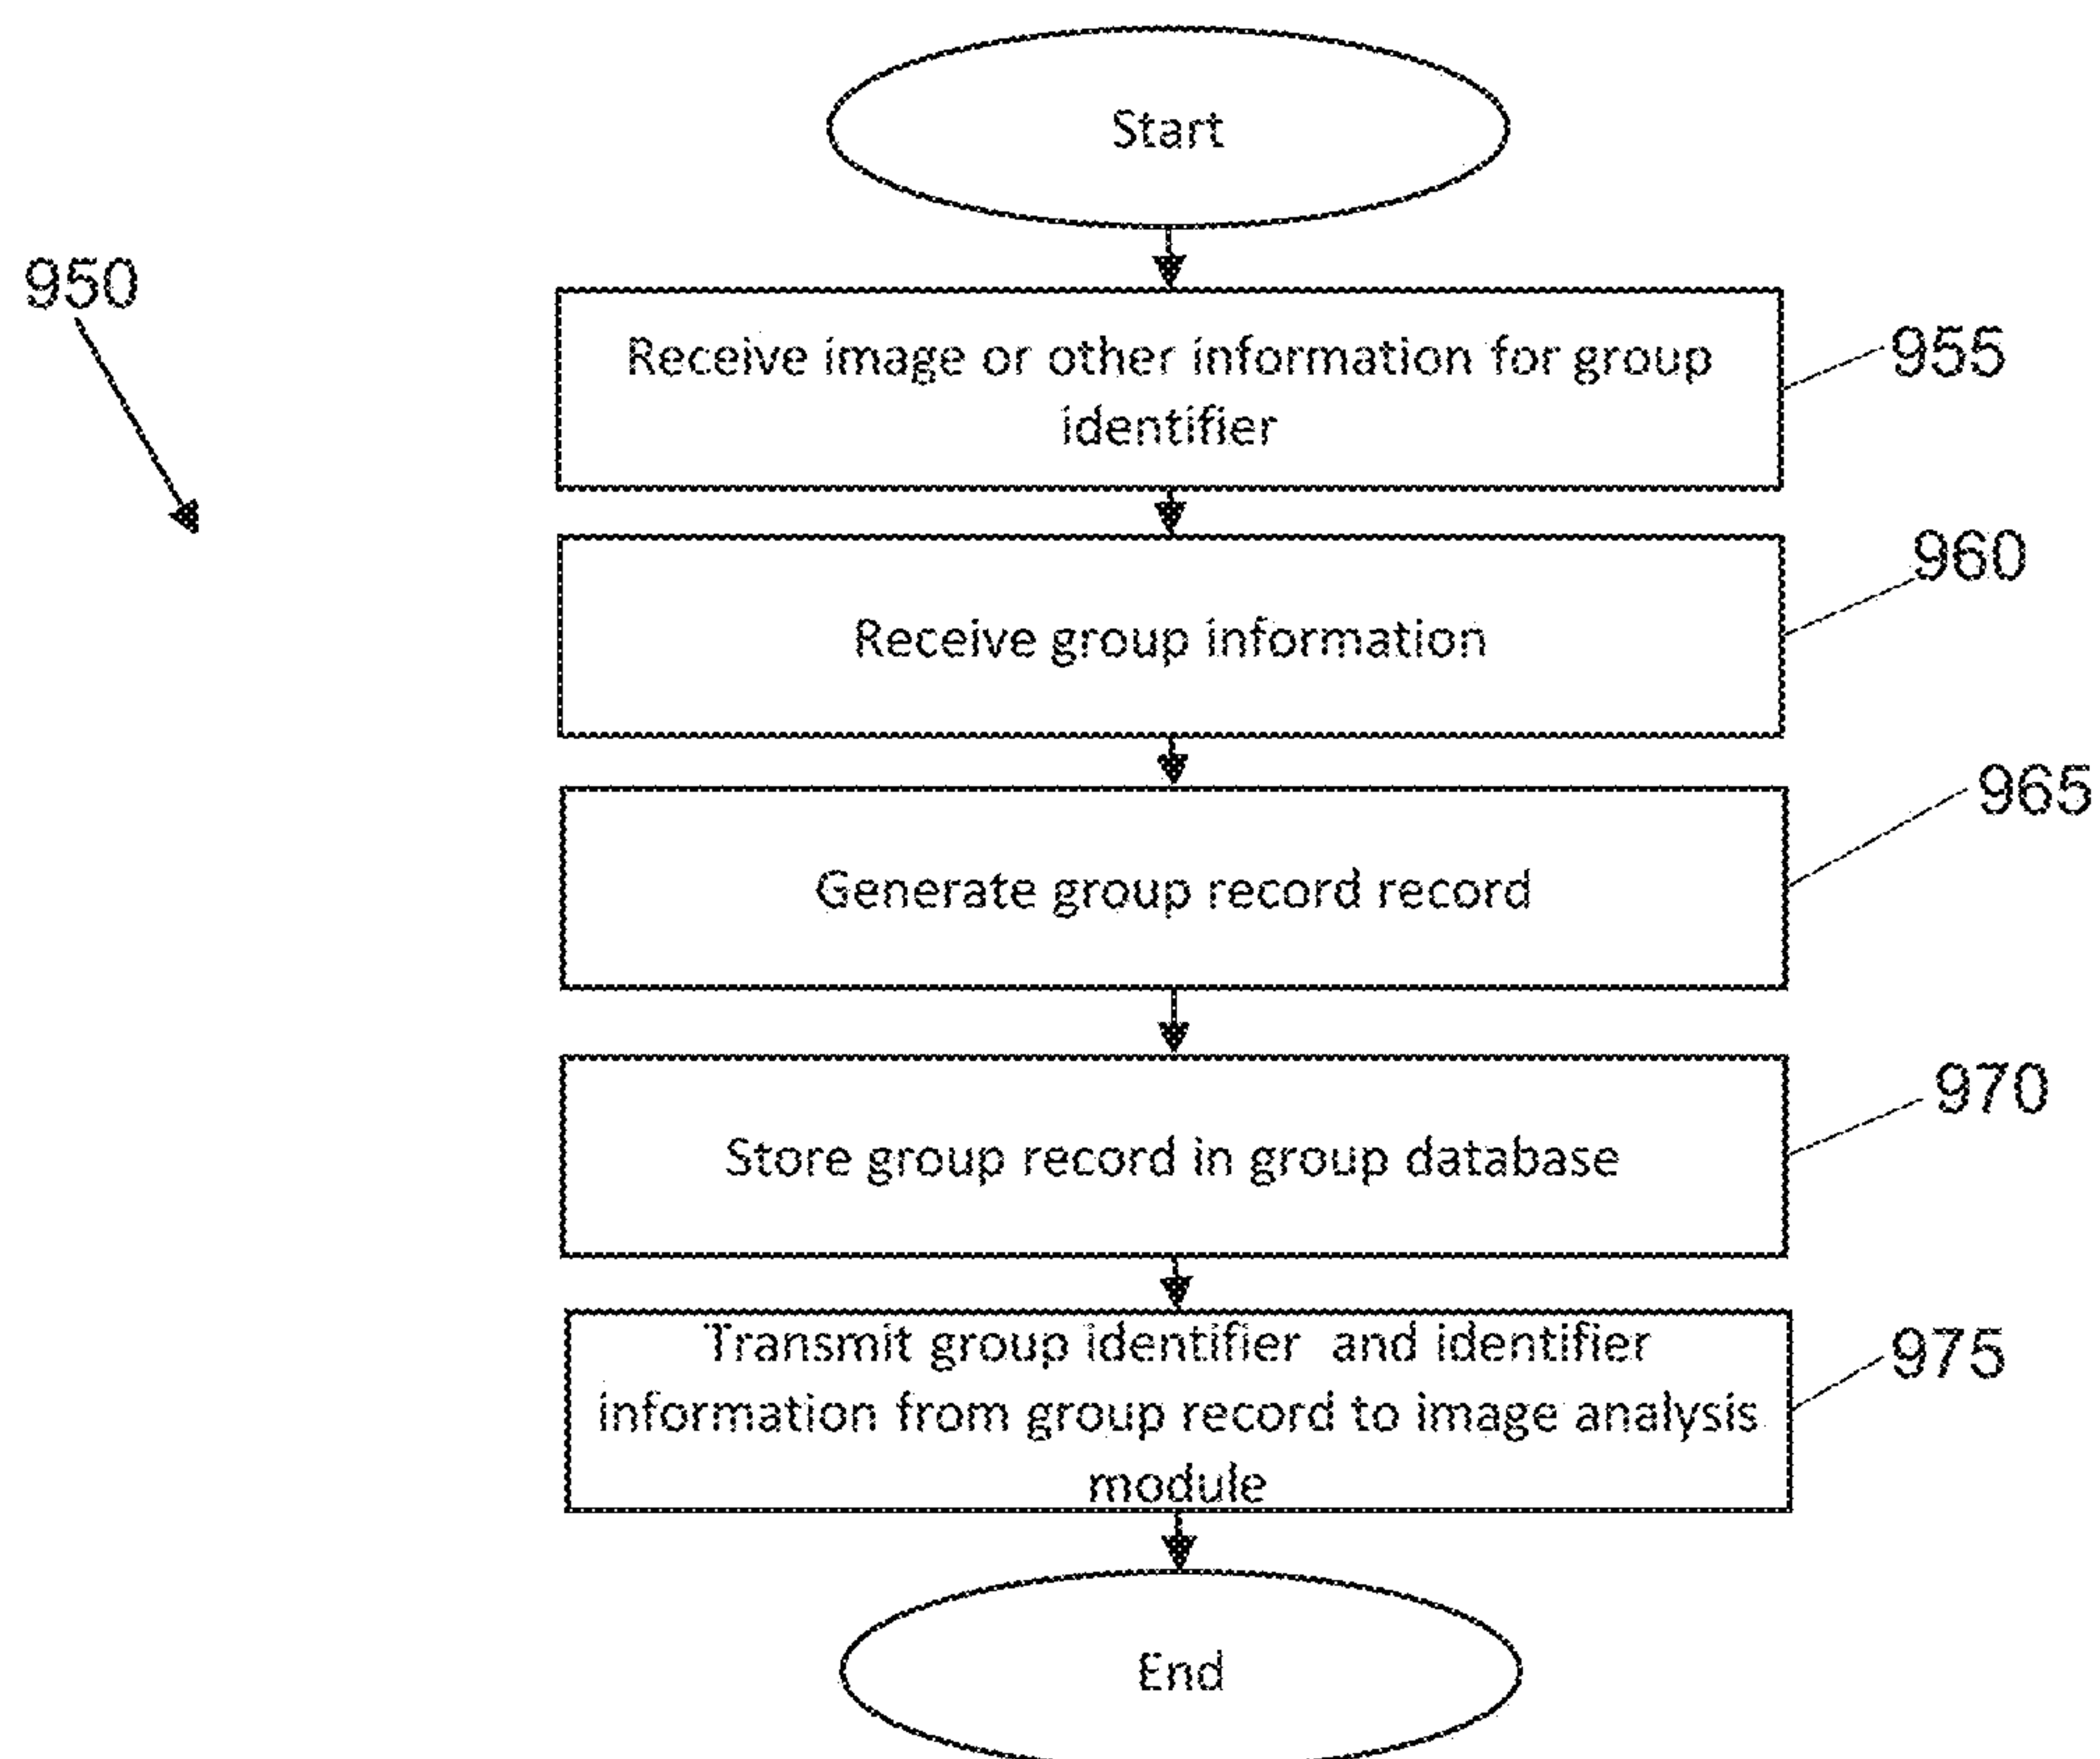 Start
950
Receive image or other information for group
identifier
955
Receive group information
960
Generate group record record
965
Store group record in group database
970
Transmit group identifier and identifier
information from group record to image analysis
module
975
End